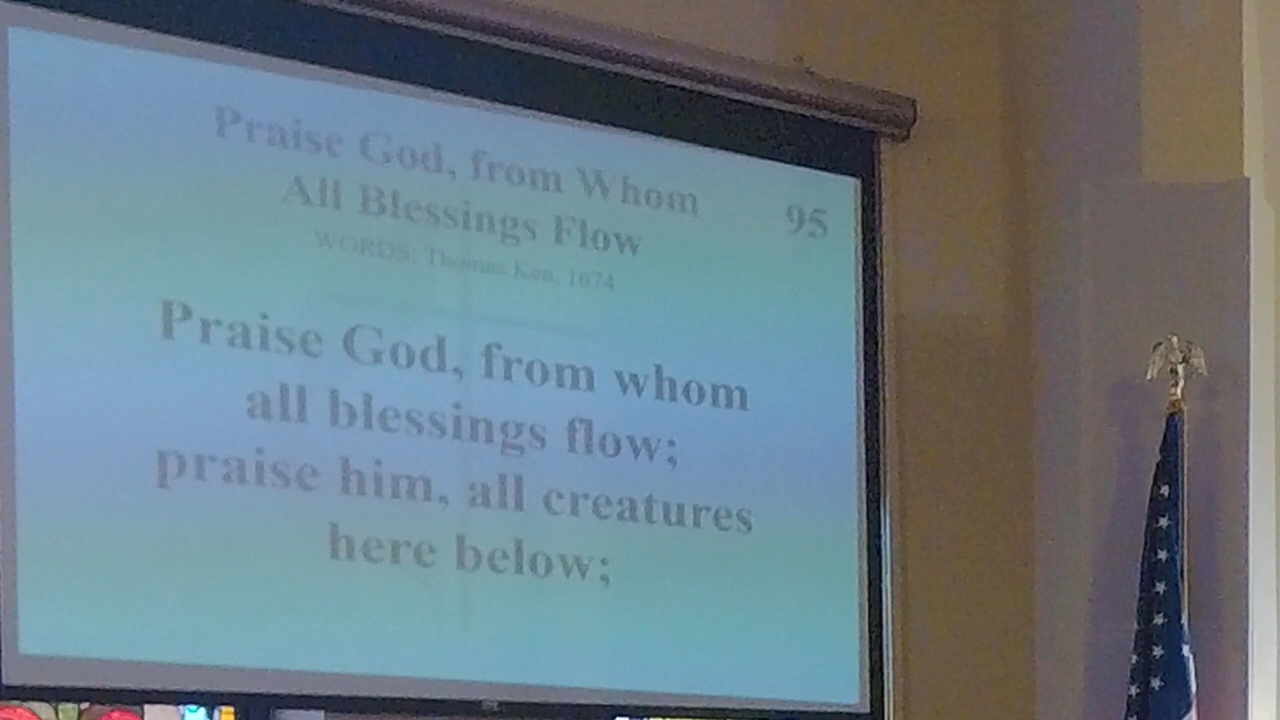 Praise God, from Whom
All Blessings Flow
95
WORDS: Thomas Ken, 1674
Praise God, from whom
all blessings flow;
praise him, all creatures
here below;